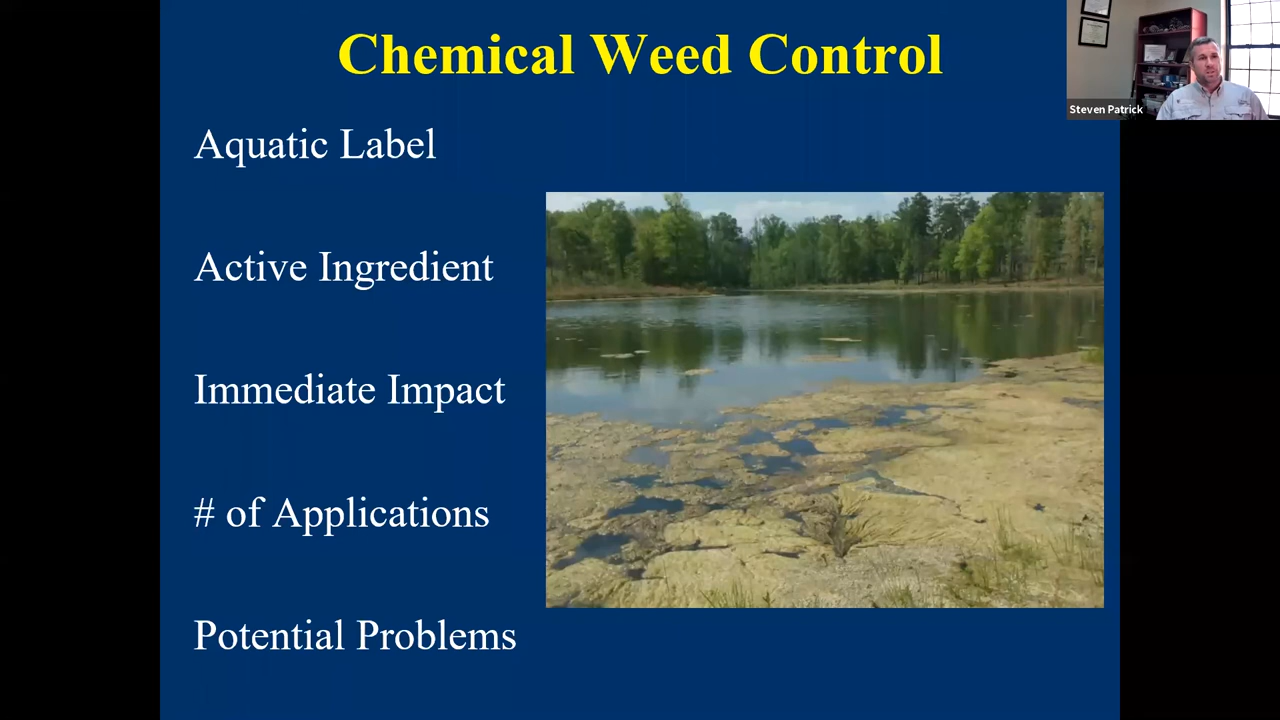 Chemical Weed Control
Steven Patrick
Aquatic Label
Active Ingredient
Immediate Impact
# of Applications
Potential Problems